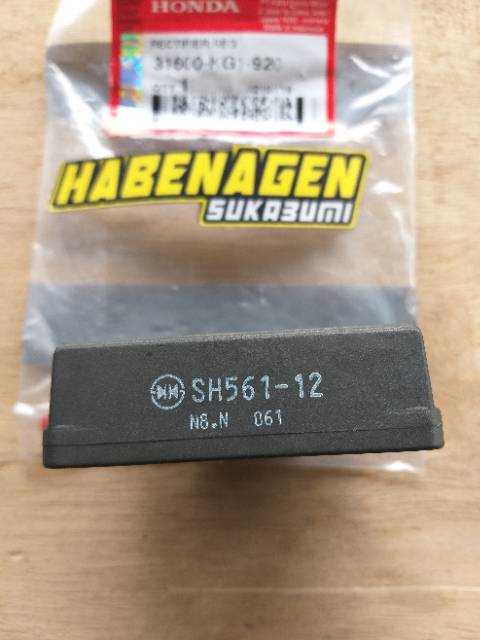 HONDA
RECTIFIER/REG
31600-KG1-920
QTY. 1
HABENAGEN
SUKABUMI
SH561-12
N8.N 061